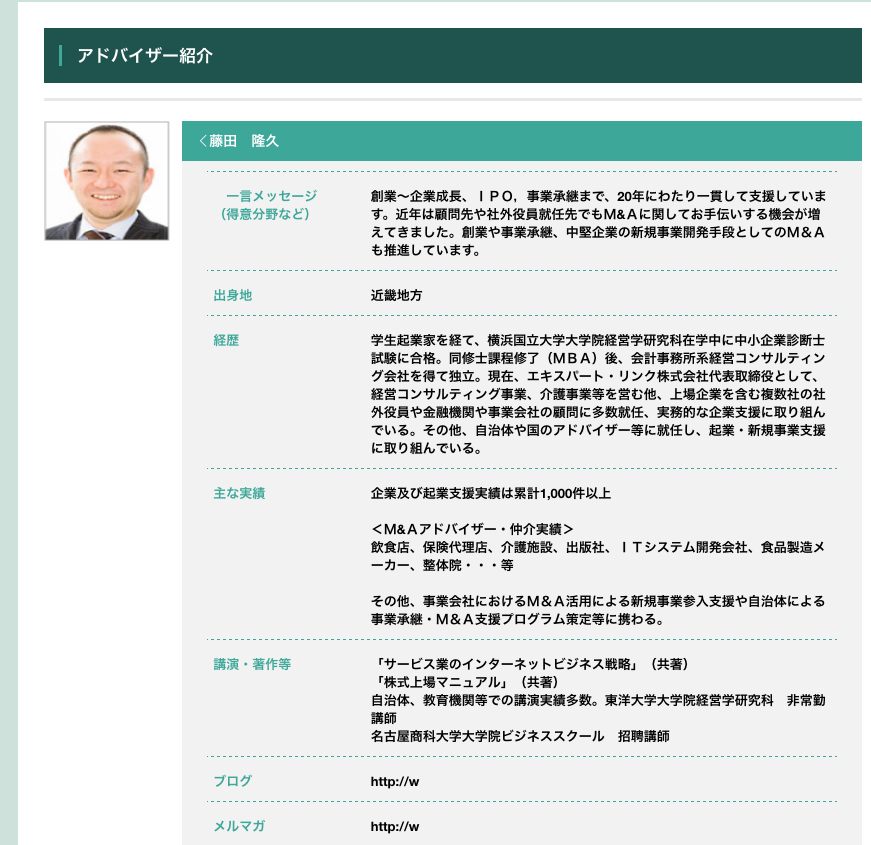 アドバイザー紹介
＜藤田　隆久
一言メッセージ
（得意分野など）
創業～企業成長、ＩＰＯ，事業承継まで、20年にわたり一貫して支援していま
す。近年は顧問先や社外役員就任先でもM&Aに関してお手伝いする機会が増
えてきました。創業や事業承継、中堅企業の新規事業開発手段としてのM＆A
も推進しています。
出身地
近畿地方
経歴
学生起業家を経て、横浜国立大学大学院経営学研究科在学中に中小企業診断士
試験に合格。同修士課程修了（ＭＢＡ）後、会計事務所系経営コンサルティン
グ会社を得て独立。現在、エキスパート・リンク株式会社代表取締役として、
経営コンサルティング事業、介護事業等を営む他、上場企業を含む複数社の社
外役員や金融機関や事業会社の顧問に多数就任、実務的な企業支援に取り組ん
でいる。その他、自治体や国のアドバイザー等に就任し、起業・新規事業支援
に取り組んでいる。
主な実績
企業及び起業支援実績は累計1,000件以上
＜M&Aアドバイザー・仲介実績＞
飲食店、保険代理店、介護施設、出版社、ＩＴシステム開発会社、食品製造メ
ーカー、整体院・・・等
その他、事業会社におけるM＆A活用による新規事業参入支援や自治体による
事業承継・M＆A支援プログラム策定等に携わる。
講演・著作等
「サービス業のインターネットビジネス戦略」（共著）
「株式上場マニュアル」（共著）
自治体、教育機関等での講演実績多数。東洋大学大学院経営学研究科　非常勤
講師
名古屋商科大学大学院ビジネススクール　招聘講師
ブログ
http://w
メルマガ
http://w